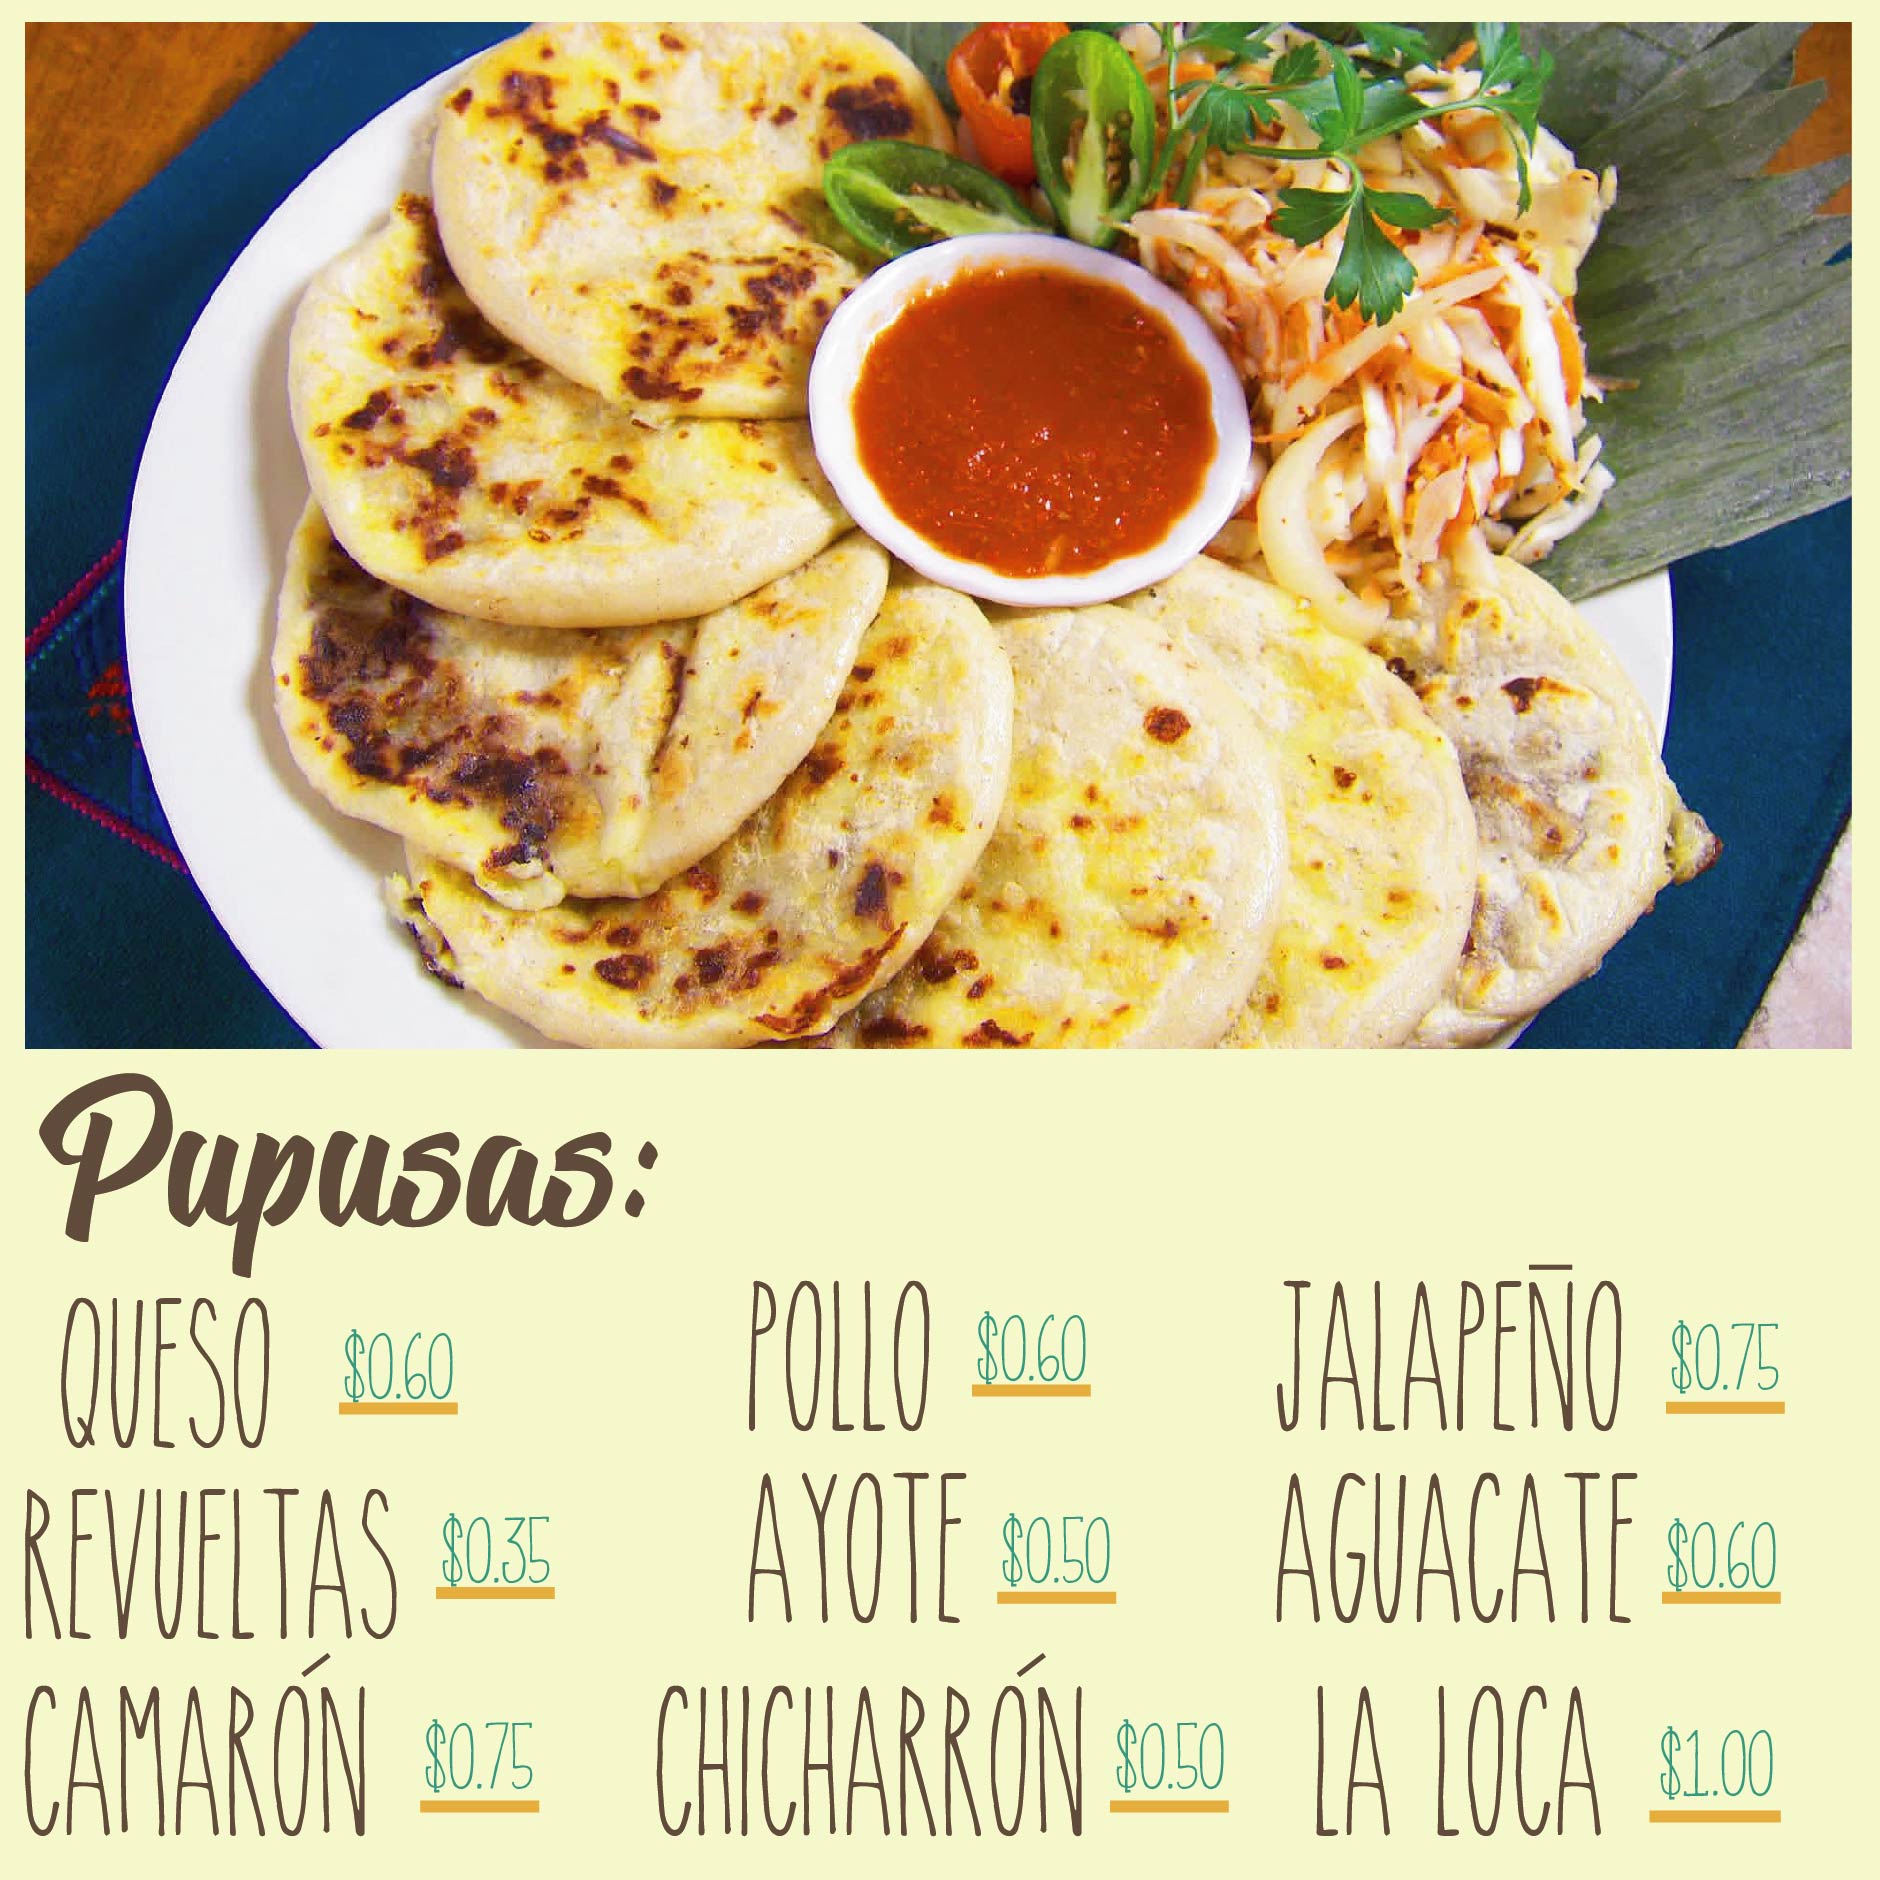 Pupusas:
QUESO $0.60
POLLO $0.60
JALAPEÑO $0.75
REVUELTAS $0.35
AYOTE $0.50
AGUACATE $0.60
CAMARÓN $0.75
CHICHARRÓN $0.50
LA LOCA $1.00